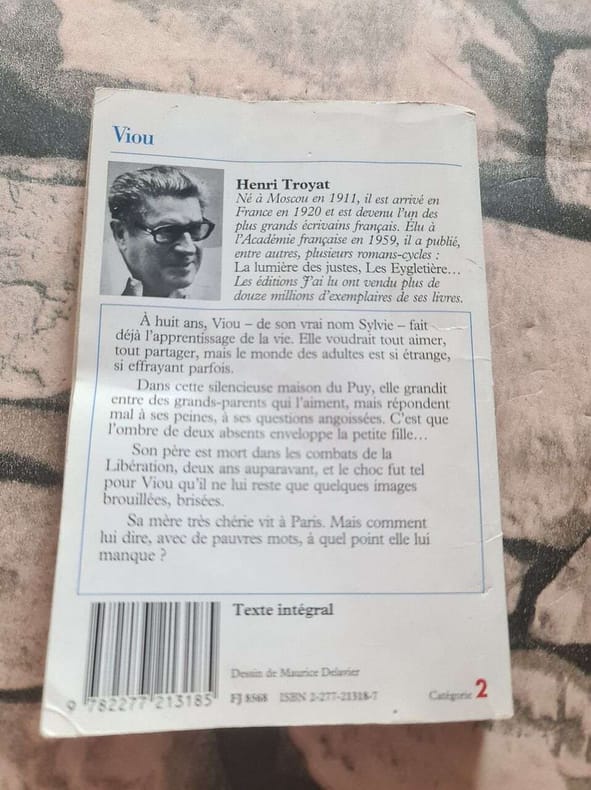 Viou
Henri Troyat
Né à Moscou en 1911, il est arrivé en
France en 1920 et est devenu l'un des
plus grands écrivains français. Élu à
l'Académie française en 1959, il a publié,
entre autres, plusieurs romans-cycles :
La lumière des justes, Les Eygletière...
Les éditions J'ai lu ont vendu plus de
douze millions d'exemplaires de ses livres.
À huit ans, Viou – de son vrai nom Sylvie – fait
déjà l'apprentissage de la vie. Elle voudrait tout aimer,
tout partager, mais le monde des adultes est si étrange,
si effrayant parfois.
Dans cette silencieuse maison du Puy, elle grandit
entre des grands-parents qui l'aiment, mais répondent
mal à ses peines, à ses questions angoissées. C'est que
l'ombre de deux absents enveloppe la petite fille...
Son père est mort dans les combats de la
Libération, deux ans auparavant, et le choc fut tel
pour Viou qu'il ne lui reste que quelques images
brouillées, brisées.
Sa mère très chérie vit à Paris. Mais comment
lui dire, avec de pauvres mots, à quel point elle lui
manque ?
Texte intégral
Dessin de Maurice Delavier
FJ 8568 ISBN 2-277-21318-7 Catégorie 2
9 782277 213185